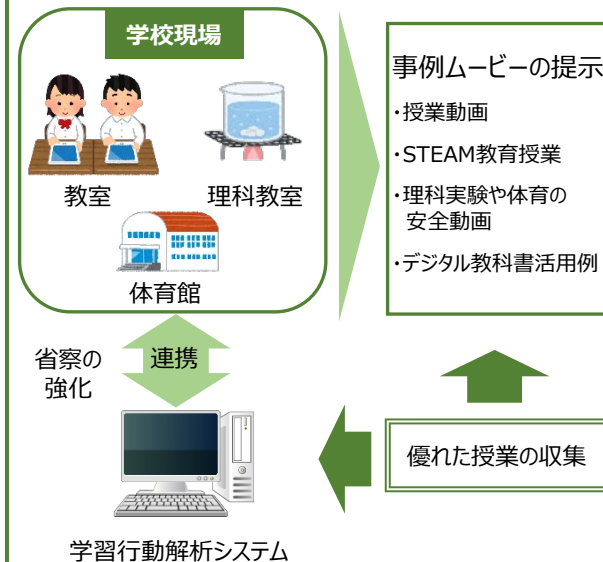 学校現場
教室
理科教室
体育館
事例ムービーの提示
・授業動画
・STEAM教育授業
・理科実験や体育の
安全動画
・デジタル教科書活用例
省察の
強化
連携
優れた授業の収集
学習行動解析システム